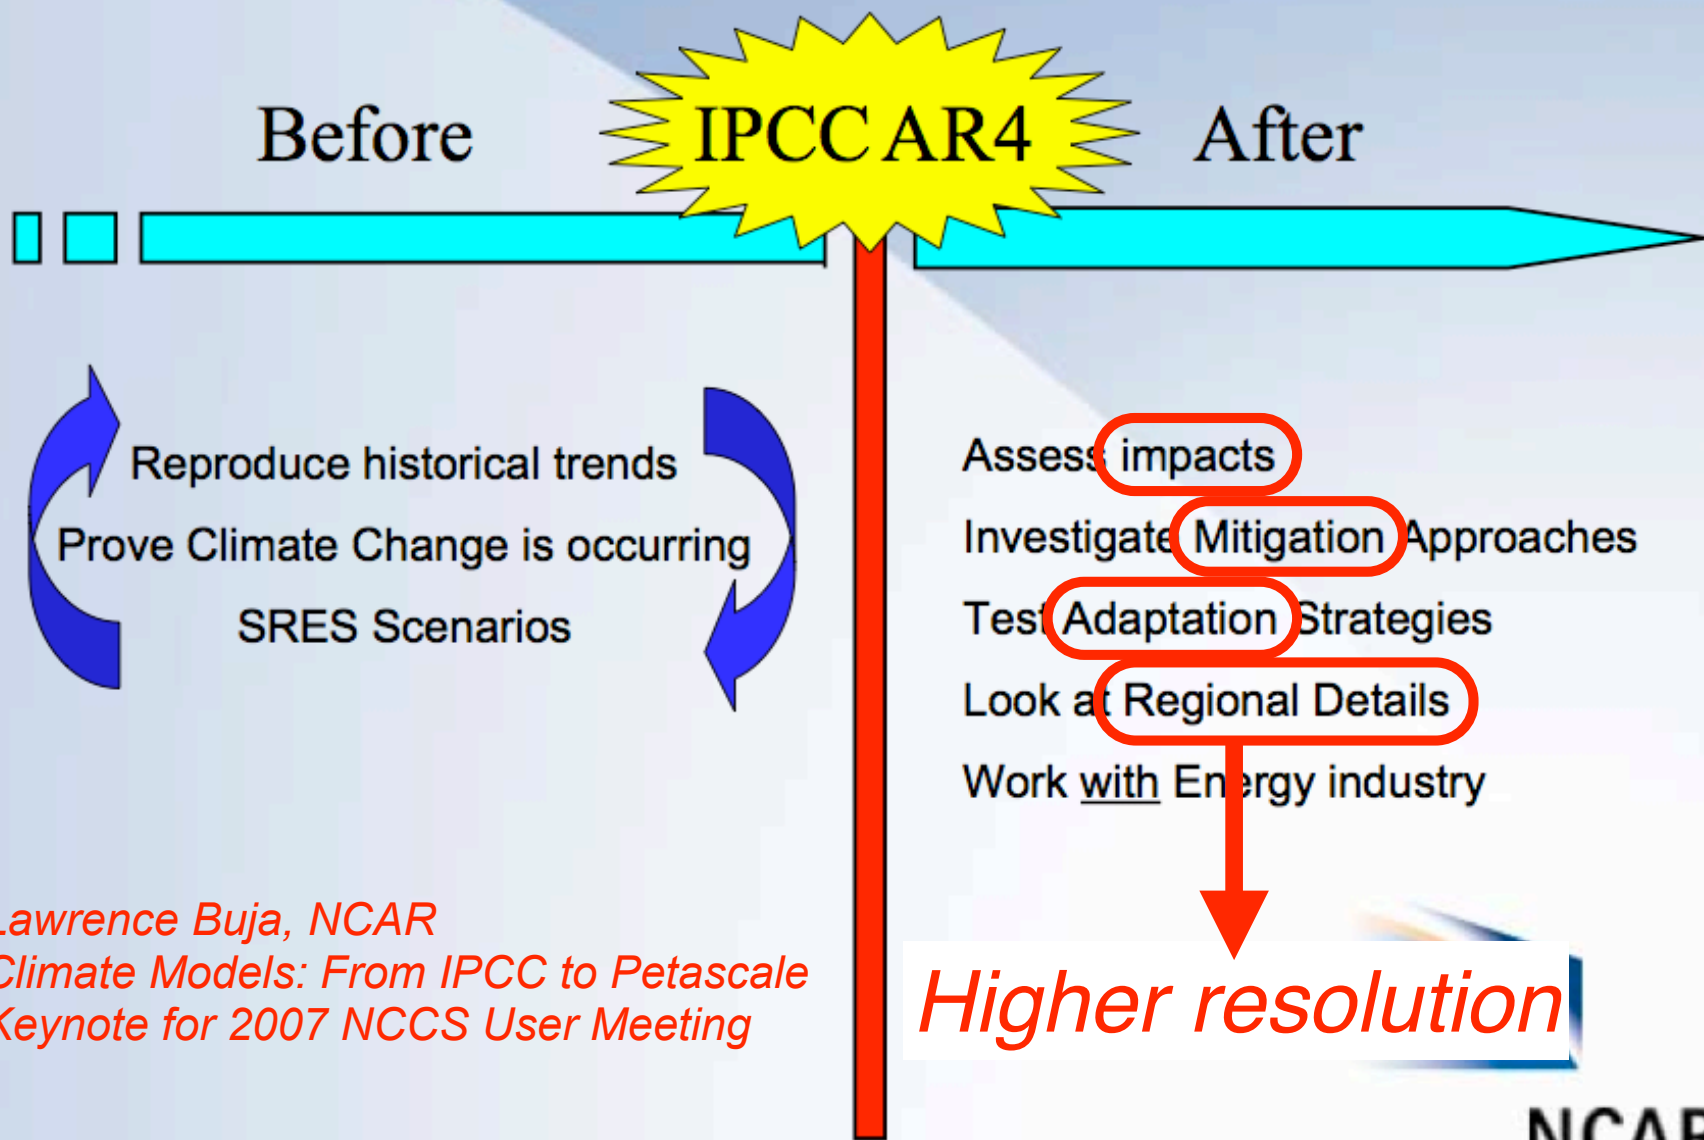 Before
IPCC AR4
After
Reproduce historical trends
Prove Climate Change is occurring
SRES Scenarios
Assess impacts
Investigate Mitigation Approaches
Test Adaptation Strategies
Look at Regional Details
Work with Energy industry
Lawrence Buja, NCAR
Climate Models: From IPCC to Petascale
Keynote for 2007 NCCS User Meeting
Higher resolution
NCAR